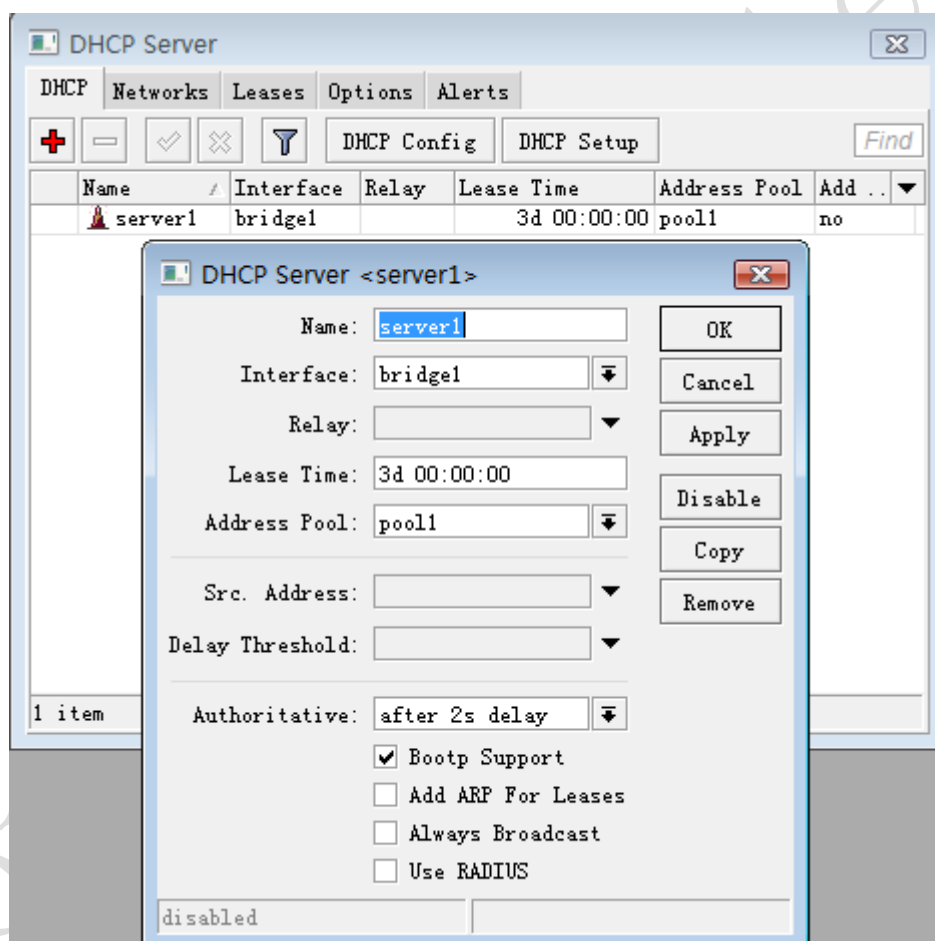 DHCP Server
DHCP Networks Leases Options Alerts
DHCP Config DHCP Setup Find
Name Interface Relay Lease Time Address Pool Add ..
server1 bridge1 3d 00:00:00 pool1 no
DHCP Server <server1>
Name: server1 OK
Interface: bridge1 Cancel
Relay: Apply
Lease Time: 3d 00:00:00 Disable
Address Pool: pool1 Copy
Src. Address: Remove
Delay Threshold:
1 item
Authoritative: after 2s delay
Bootp Support
Add ARP For Leases
Always Broadcast
Use RADIUS
disabled